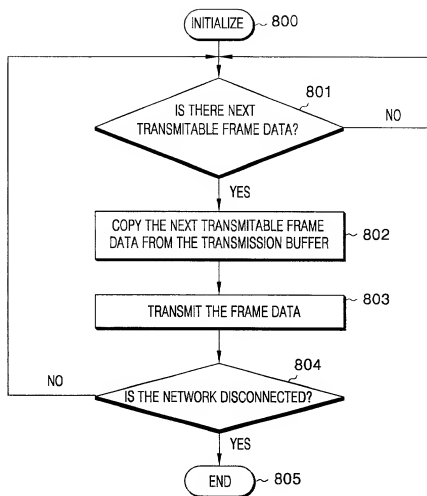 INITIALIZE 800
801
IS THERE NEXT
TRANSMITABLE FRAME DATA?
NO
YES
COPY THE NEXT TRANSMITABLE FRAME
DATA FROM THE TRANSMISSION BUFFER
802
TRANSMIT THE FRAME DATA
803
804
NO
IS THE NETWORK DISCONNECTED?
YES
END 805